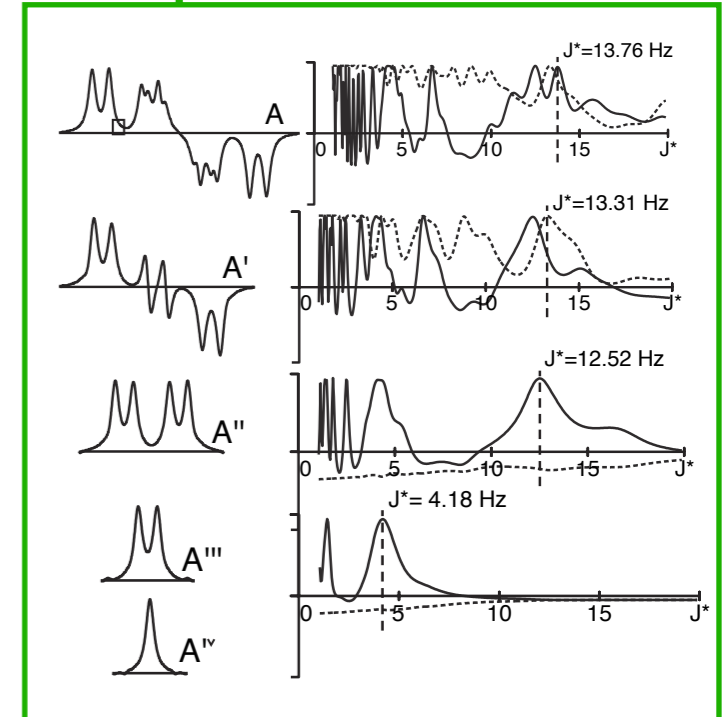 J*=13.76 Hz
A
0 5 10 15 J*
J*=13.31 Hz
A'
0 5 10 15 J*
J*=12.52 Hz
A''
0 5 10 15 J*
J*= 4.18 Hz
A'''
0 5 10 15 J*
A'ᵛ